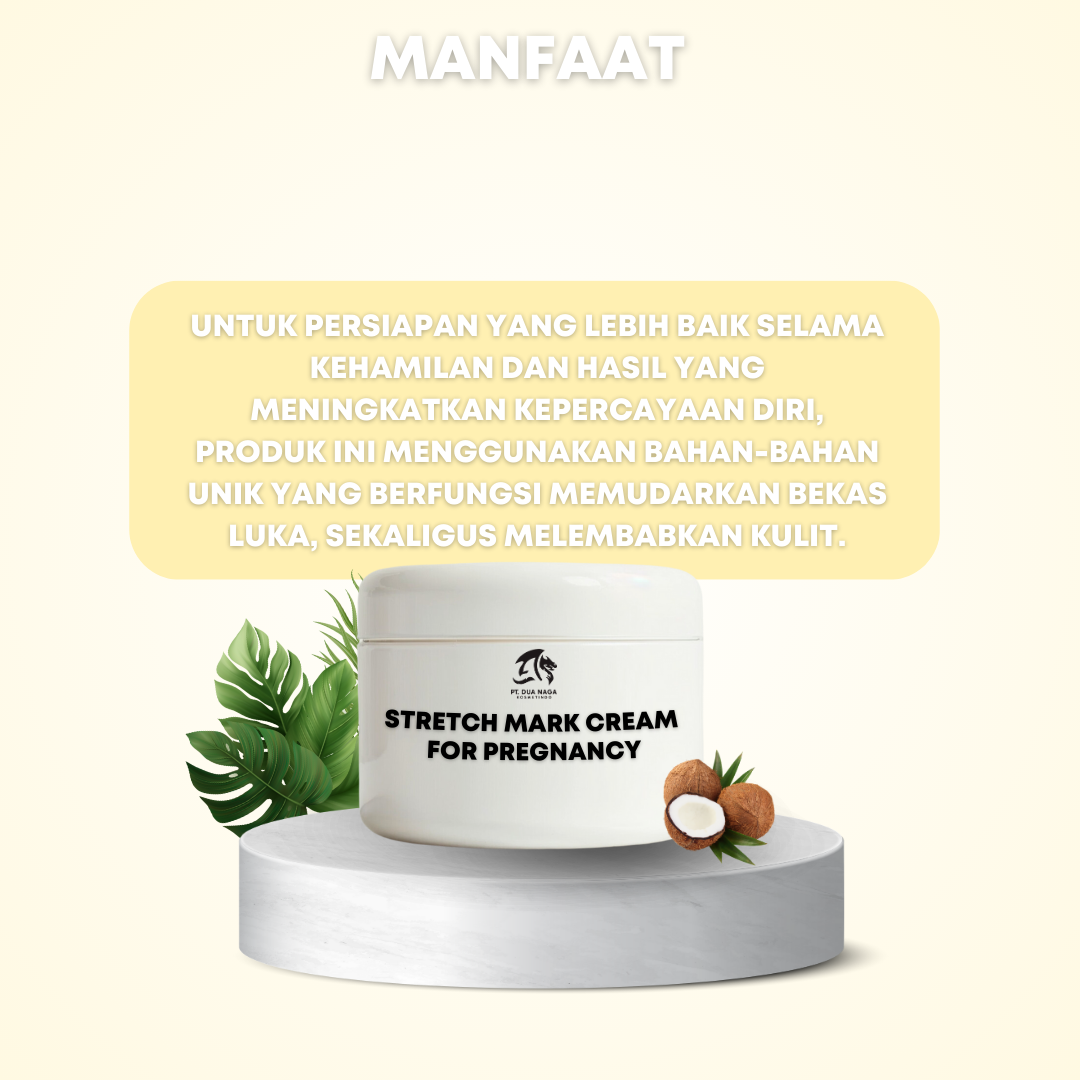 MANFAAT
UNTUK PERSIAPAN YANG LEBIH BAIK SELAMA
KEHAMILAN DAN HASIL YANG
MENINGKATKAN KEPERCAYAAN DIRI,
PRODUK INI MENGGUNAKAN BAHAN-BAHAN
UNIK YANG BERFUNGSI MEMUDARKAN BEKAS
LUKA, SEKALIGUS MELEMBABKAN KULIT.
PT. DUA NAGA
KOSMETINDO
STRETCH MARK CREAM
FOR PREGNANCY